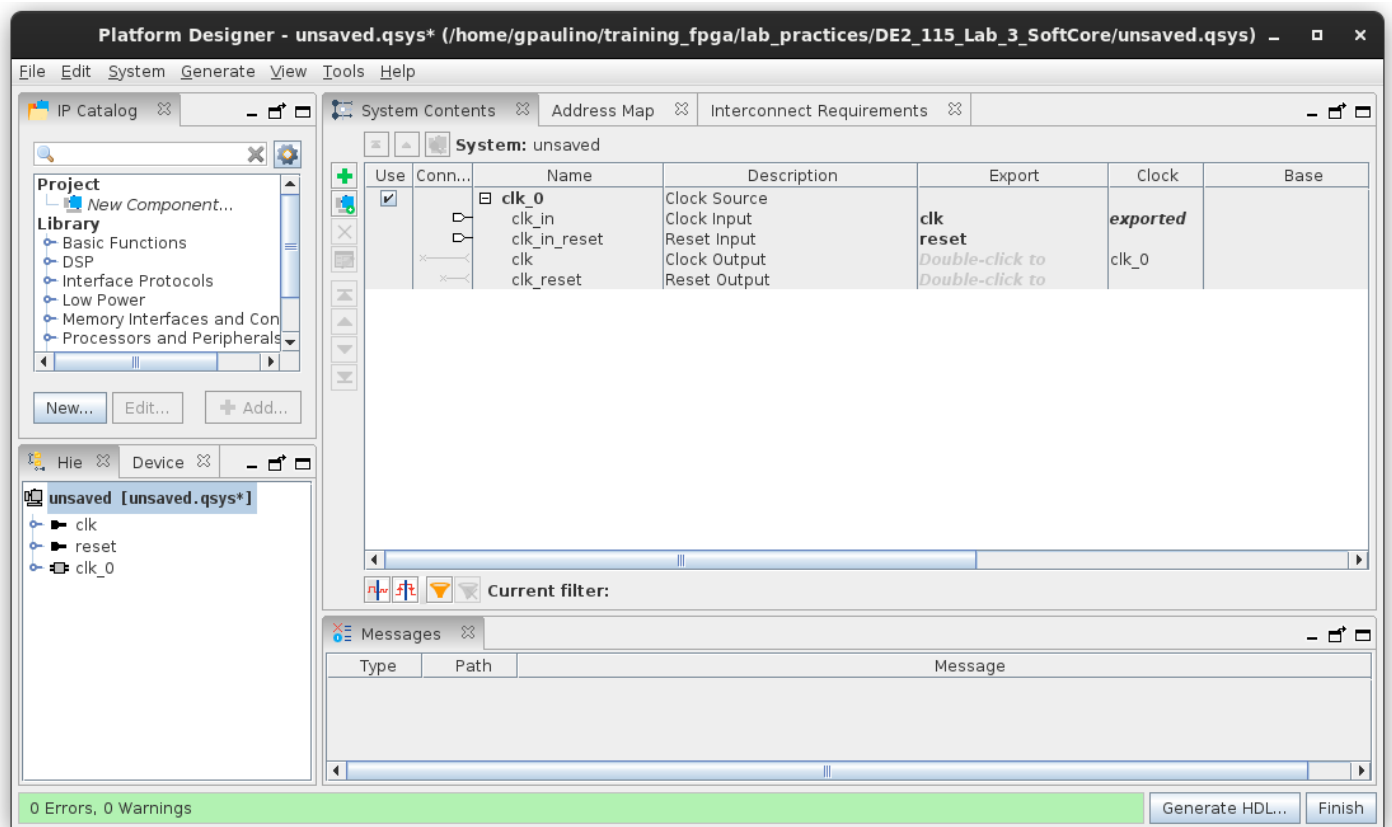 Platform Designer - unsaved.qsys* (/home/gpaulino/training_fpga/lab_practices/DE2_115_Lab_3_SoftCore/unsaved.qsys)
File Edit System Generate View Tools Help
IP Catalog
Project
New Component...
Library
Basic Functions
DSP
Interface Protocols
Low Power
Memory Interfaces and Con
Processors and Peripherals
New... Edit... Add...
Hie Device
unsaved [unsaved.qsys*]
clk
reset
clk_0
System Contents Address Map Interconnect Requirements
System: unsaved
Use Conn... Name Description Export Clock Base
clk_0 Clock Source
clk_in Clock Input clk exported
clk_in_reset Reset Input reset
clk Clock Output Double-click to clk_0
clk_reset Reset Output Double-click to
Current filter:
Messages
Type Path Message
0 Errors, 0 Warnings
Generate HDL... Finish